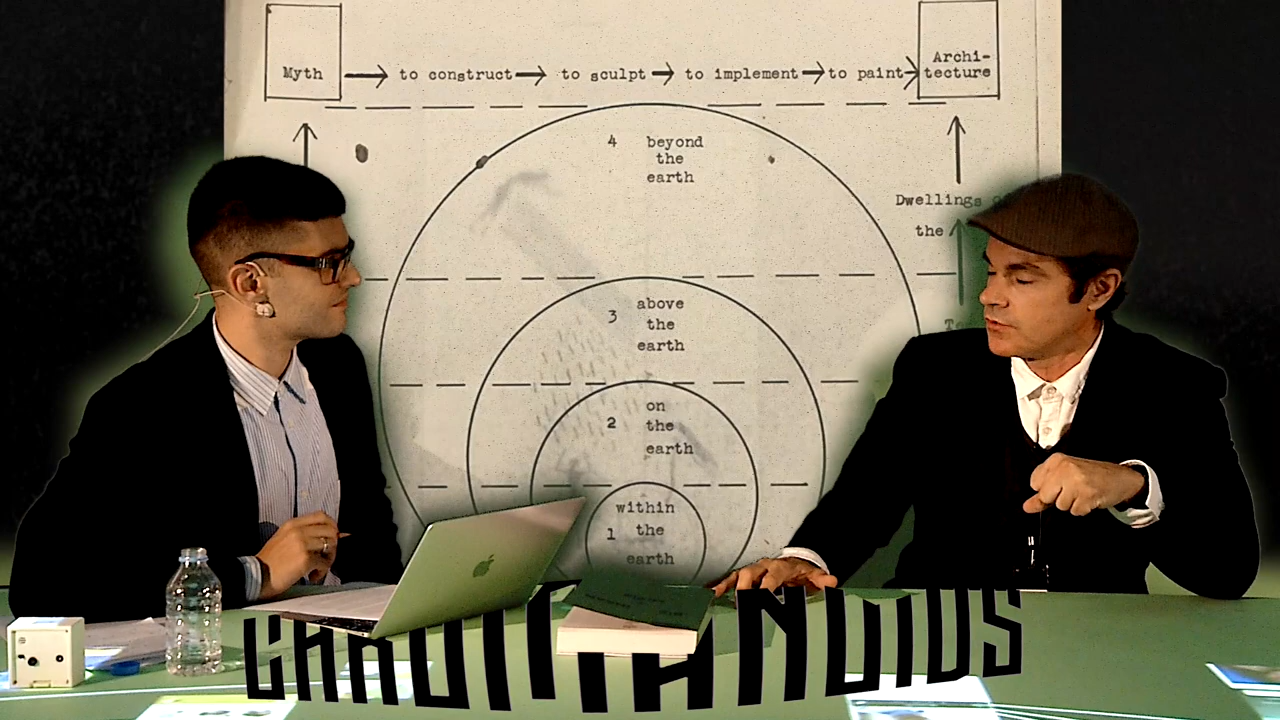 Myth → to construct → to sculpt → to implement → to paint → Archi-
tecture
4 beyond
the
earth
Dwellings
the
3 above
the
earth
2 on
the
earth
within
1 the
earth